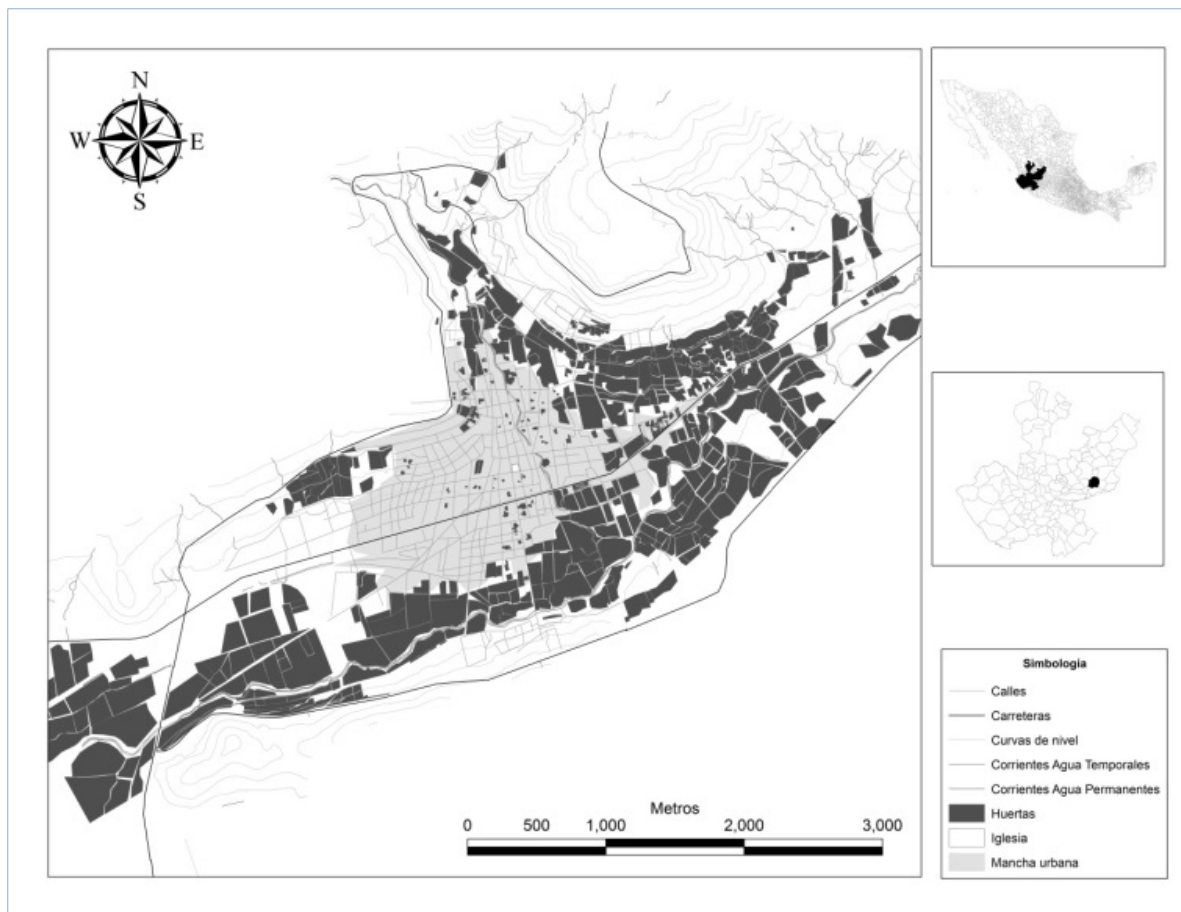 N
W E
S
Metros
0 500 1,000 2,000 3,000
Simbología
Calles
Carreteras
Curvas de nivel
Corrientes Agua Temporales
Corrientes Agua Permanentes
Huertas
Iglesia
Mancha urbana